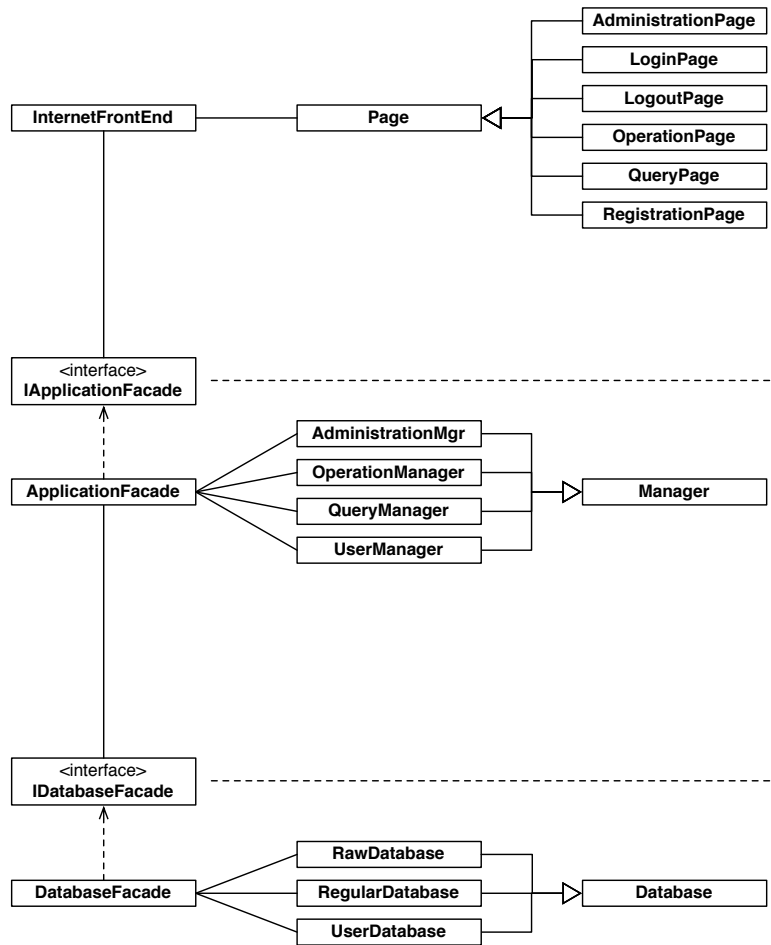 AdministrationPage
LoginPage
LogoutPage
InternetFrontEnd
Page
OperationPage
QueryPage
RegistrationPage
<interface>
IApplicationFacade
AdministrationMgr
OperationManager
ApplicationFacade
Manager
QueryManager
UserManager
<interface>
IDatabaseFacade
RawDatabase
DatabaseFacade
RegularDatabase
Database
UserDatabase